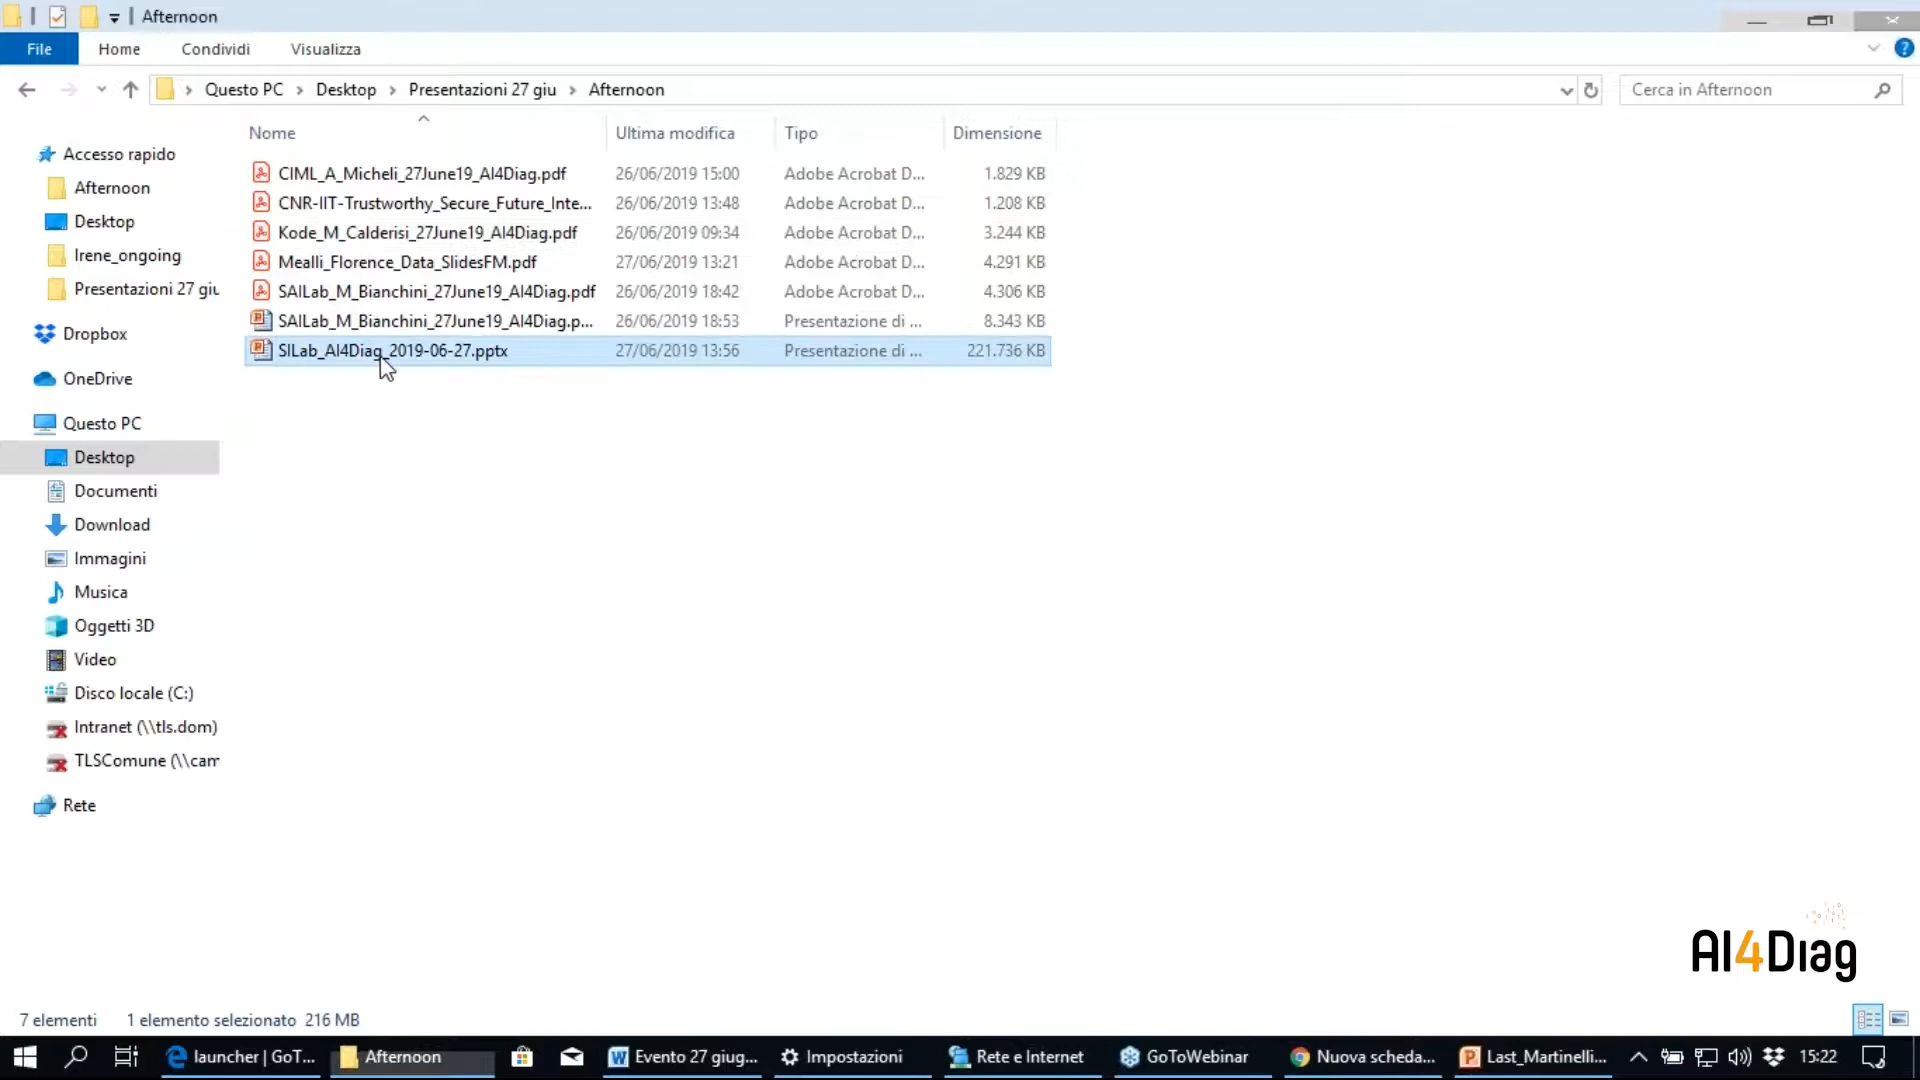 Afternoon
File Home Condividi Visualizza
Questo PC > Desktop > Presentazioni 27 giu > Afternoon
Cerca in Afternoon
Nome Ultima modifica Tipo Dimensione
CIML_A_Micheli_27June19_AI4Diag.pdf 26/06/2019 15:00 Adobe Acrobat D... 1.829 KB
CNR-IIT-Trustworthy_Secure_Future_Inte... 26/06/2019 13:48 Adobe Acrobat D... 1.208 KB
Kode_M_Calderisi_27June19_AI4Diag.pdf 26/06/2019 09:34 Adobe Acrobat D... 3.244 KB
Mealli_Florence_Data_SlidesFM.pdf 27/06/2019 13:21 Adobe Acrobat D... 4.291 KB
SAILab_M_Bianchini_27June19_AI4Diag.pdf 26/06/2019 18:42 Adobe Acrobat D... 4.306 KB
SAILab_M_Bianchini_27June19_AI4Diag.p... 26/06/2019 18:53 Presentazione di ... 8.343 KB
SILab_AI4Diag_2019-06-27.pptx 27/06/2019 13:56 Presentazione di ... 221.736 KB
Accesso rapido
Afternoon
Desktop
Irene_ongoing
Presentazioni 27 giu
Dropbox
OneDrive
Questo PC
Desktop
Documenti
Download
Immagini
Musica
Oggetti 3D
Video
Disco locale (C:)
Intranet (\\tls.dom)
TLSComune (\\cam
Rete
AI4Diag
7 elementi 1 elemento selezionato 216 MB
launcher | GoT... Afternoon Evento 27 giug... Impostazioni Rete e Internet GoToWebinar Nuova scheda... Last_Martinelli... 15:22